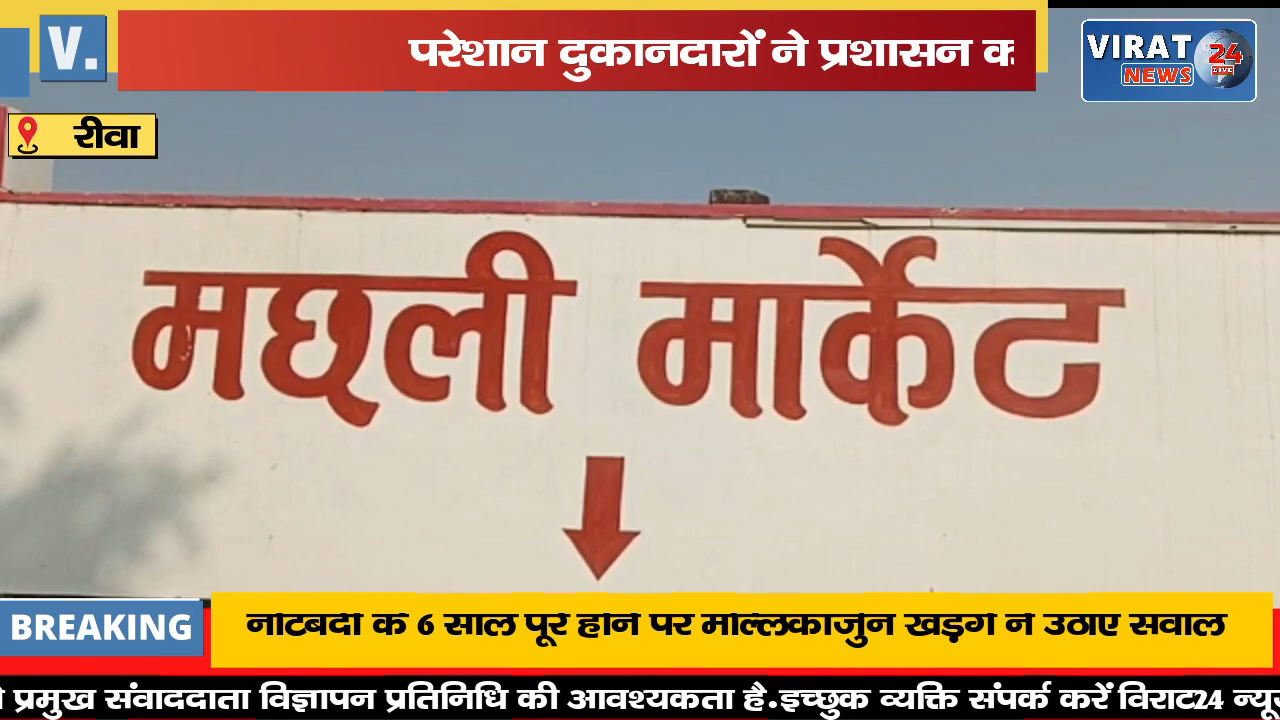 V.
परेशान दुकानदारों ने प्रशासन
VIRAT 24
NEWS LIVE
रीवा
मछली मार्केट
BREAKING
नोटबंदी के 6 साल पूरे होने पर मल्लिकार्जुन खड़गे ने उठाए सवाल
प्रमुख संवाददाता विज्ञापन प्रतिनिधि की आवश्यकता है.इच्छुक व्यक्ति संपर्क करें विराट24 न्यूज